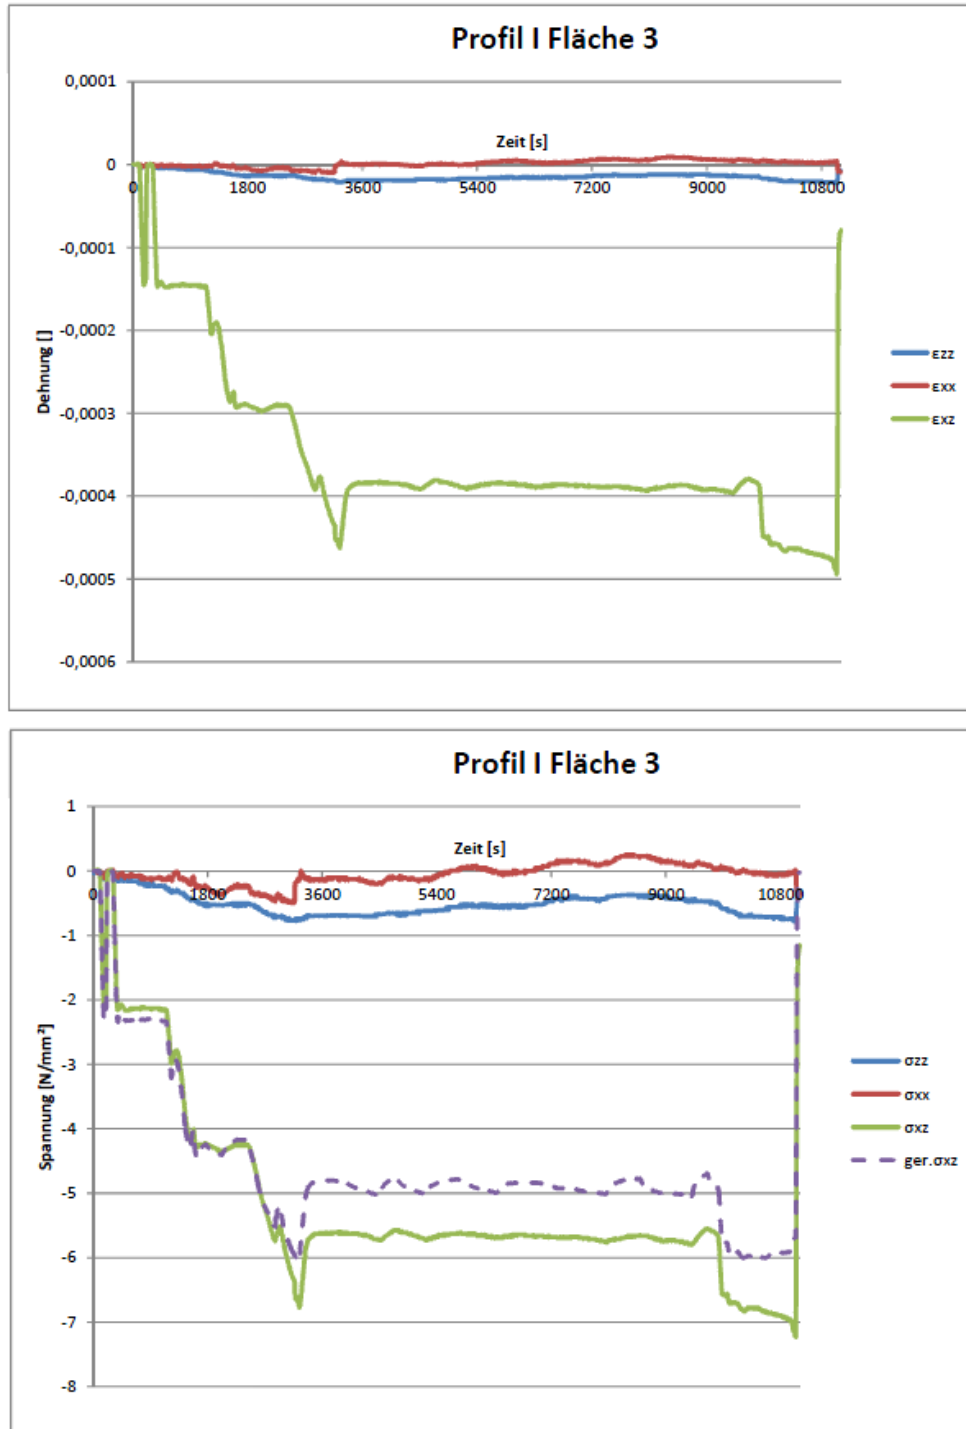 Profil I Fläche 3
0,0001
Zeit [s]
0
0 1800 3600 5400 7200 9000 10800
-0,0001
-0,0002
-0,0003
-0,0004
-0,0005
-0,0006
Dehnung []
εzz
εxx
εxz
Profil I Fläche 3
1
Zeit [s]
0
0 1800 3600 5400 7200 9000 10800
-1
-2
-3
-4
-5
-6
-7
-8
Spannung [N/mm²]
σzz
σxx
σxz
ger.σxz